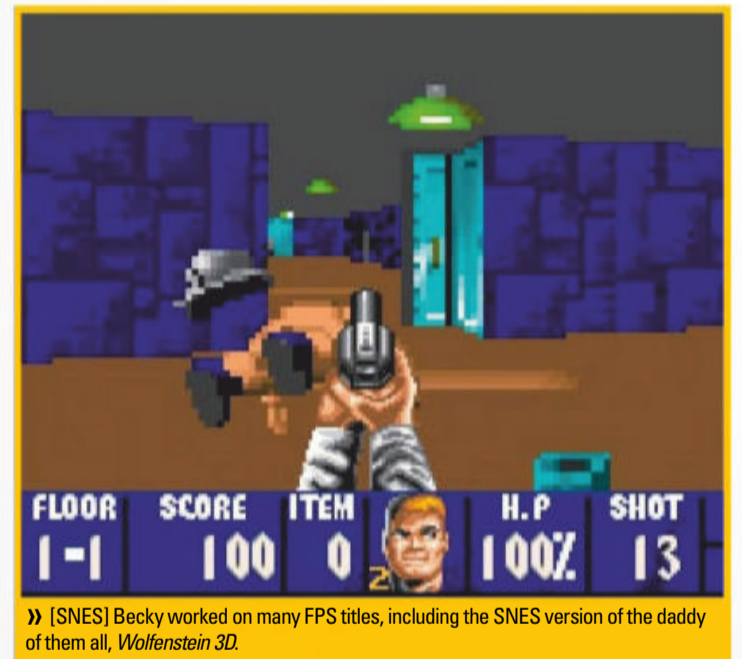 FLOOR SCORE ITEM H.P SHOT
1-1 100 0 2 100% 13
» [SNES] Becky worked on many FPS titles, including the SNES version of the daddy
of them all, Wolfenstein 3D.